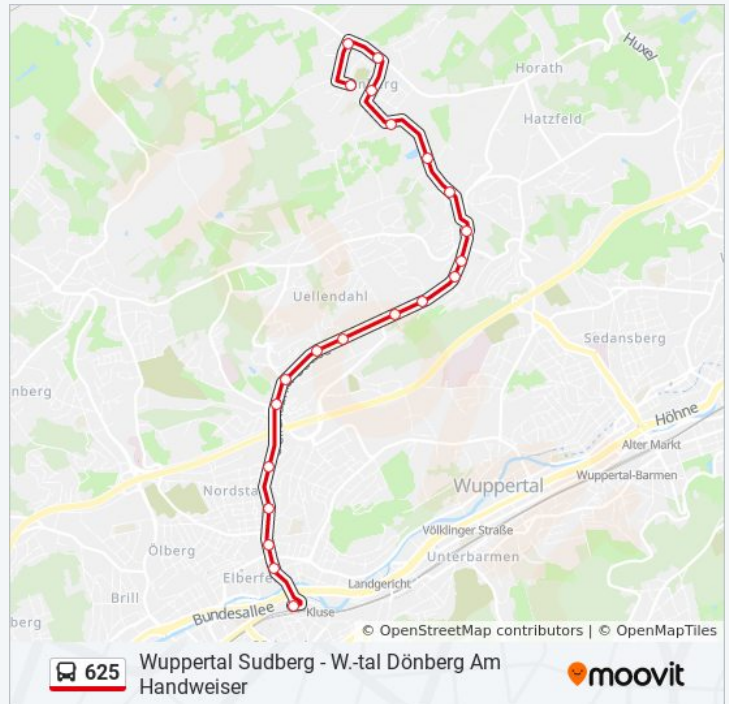 Huxel
Horath
Hatzfeld
Uellendahl
Sedansberg
nberg
Höhne
Alter Markt
Wuppertal-Barmen
Wuppertal
Nordsta
Völklinger Straße
Ölberg
Unterbarmen
Elberfe
Landgericht
Brill
Bundesallee
Kluse
berg
© OpenStreetMap contributors | © OpenMapTiles
625
Wuppertal Sudberg - W.-tal Dönberg Am
Handweiser
moovit